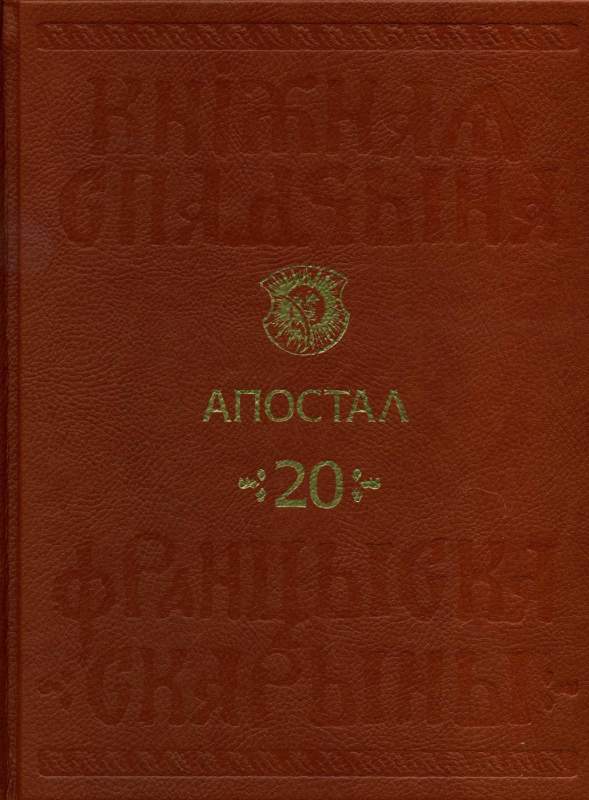 КНІЖНАЯ
СПАДЧЫНА
АПОСТАЛ
20
ФРАНЦЫСКА
СКАРЫНЫ